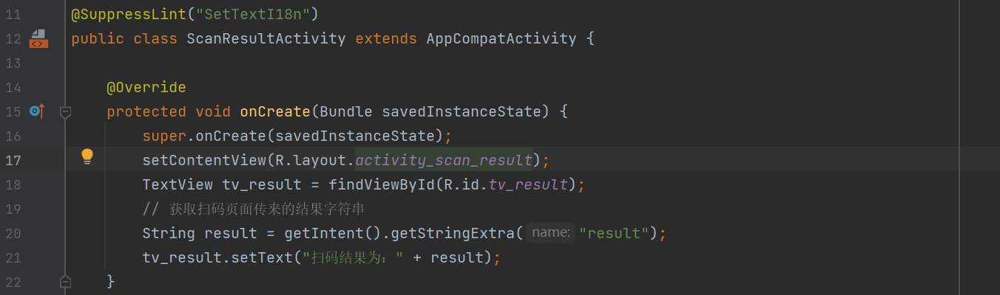 11 @SuppressLint("SetTextI18n")
12 public class ScanResultActivity extends AppCompatActivity {
13
14 @Override
15 protected void onCreate(Bundle savedInstanceState) {
16 super.onCreate(savedInstanceState);
17 setContentView(R.layout.activity_scan_result);
18 TextView tv_result = findViewById(R.id.tv_result);
19 // 获取扫码页面传来的结果字符串
20 String result = getIntent().getStringExtra( name: "result");
21 tv_result.setText("扫码结果为：" + result);
22 }